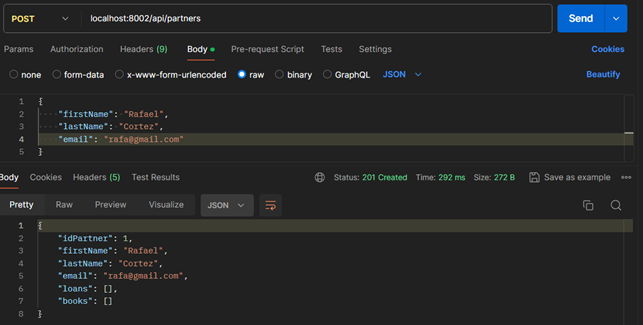 POST localhost:8002/api/partners Send
Params Authorization Headers (9) Body Pre-request Script Tests Settings Cookies
none form-data x-www-form-urlencoded raw binary GraphQL JSON Beautify
1 {
2 ····"firstName":·"Rafael",
3 ····"lastName":·"Cortez",
4 ····"email":·"rafa@gmail.com"
5 }
Body Cookies Headers (5) Test Results Status: 201 Created Time: 292 ms Size: 272 B Save as example
Pretty Raw Preview Visualize JSON
1 {
2 "idPartner": 1,
3 "firstName": "Rafael",
4 "lastName": "Cortez",
5 "email": "rafa@gmail.com",
6 "loans": [],
7 "books": []
8 }